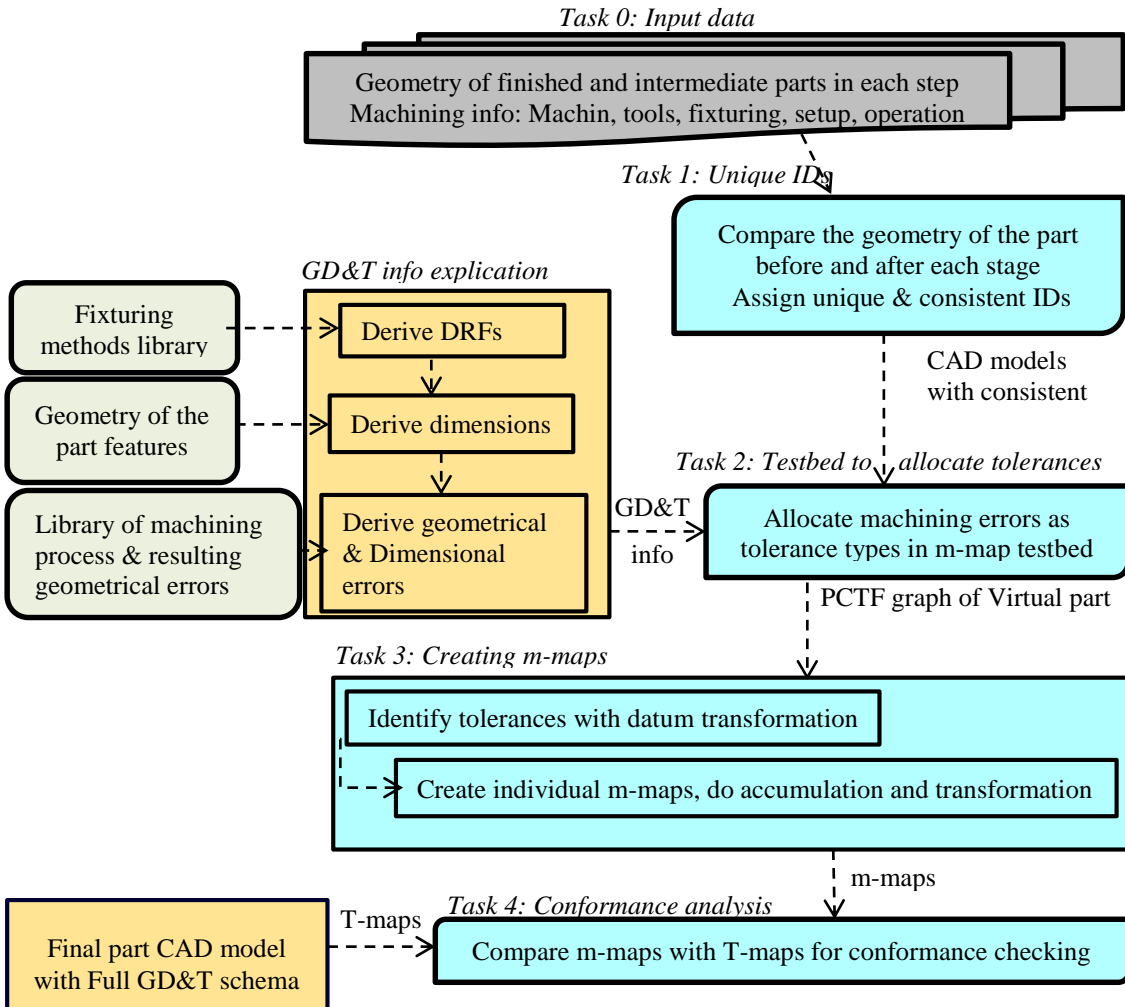 Task 0: Input data
Geometry of finished and intermediate parts in each step
Machining info: Machin, tools, fixturing, setup, operation
Task 1: Unique IDs
Compare the geometry of the part
before and after each stage
Assign unique & consistent IDs
GD&T info explication
Fixturing
methods library
Derive DRFs
CAD models
with consistent
Geometry of the
part features
Derive dimensions
Task 2: Testbed to allocate tolerances
Library of machining
process & resulting
geometrical errors
Derive geometrical
& Dimensional
errors
GD&T
info
Allocate machining errors as
tolerance types in m-map testbed
PCTF graph of Virtual part
Task 3: Creating m-maps
Identify tolerances with datum transformation
Create individual m-maps, do accumulation and transformation
m-maps
Task 4: Conformance analysis
T-maps
Final part CAD model
with Full GD&T schema
Compare m-maps with T-maps for conformance checking